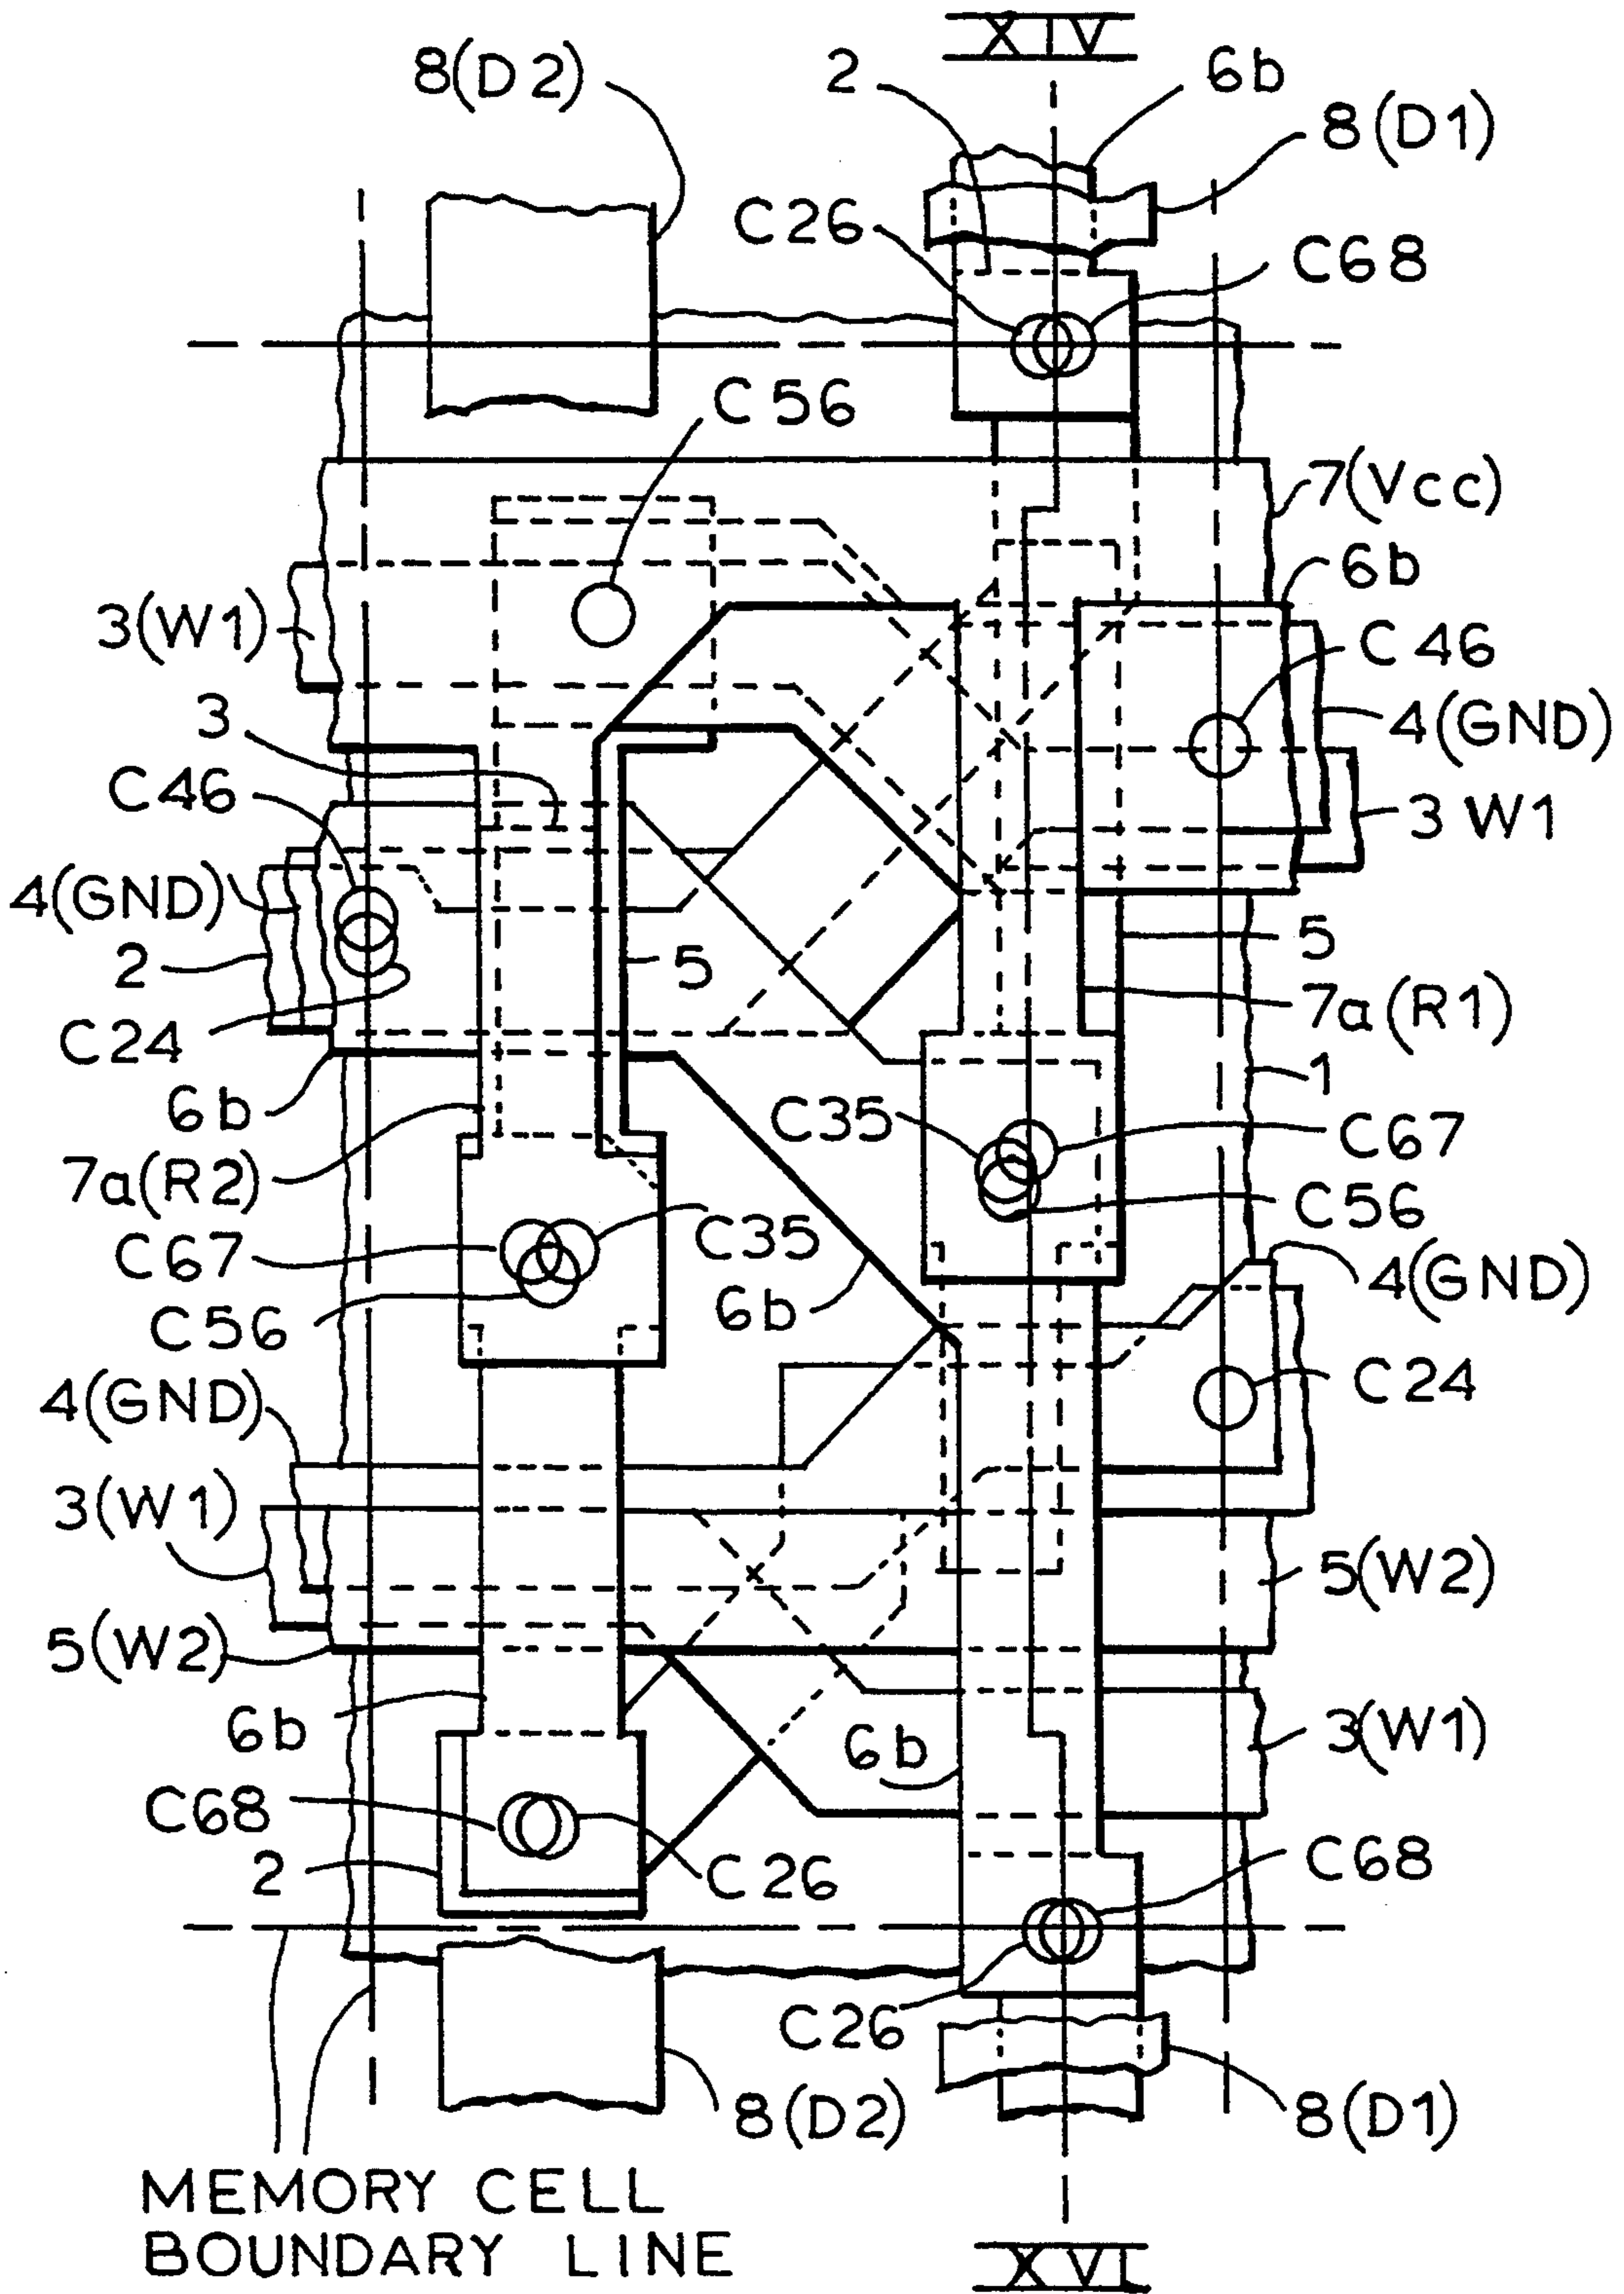 XIV
8(D2)
2
6b
8(D1)
C26
C68
C56
7(Vcc)
6b
3(W1)
C46
3
4(GND)
C46
3 W1
4(GND)
2
5
5
7a(R1)
C24
1
6b
C35
C67
7a(R2)
C56
C67
C35
4(GND)
C56
6b
C24
4(GND)
3(W1)
5(W2)
5(W2)
6b
6b
3(W1)
C68
2
C26
C68
C26
8(D2)
8(D1)
MEMORY CELL
BOUNDARY LINE
XVI